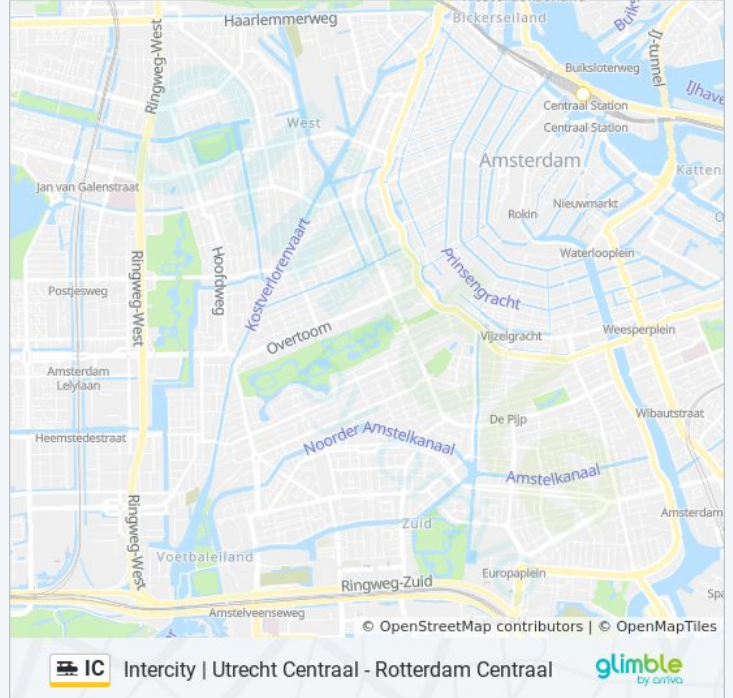 Haarlemmerweg
Bickerseiland
Buiks
IJ-tunnel
Ringweg-West
Buiksloterweg
IJhave
Centraal Station
West
Centraal Station
Amsterdam
Katten
Jan van Galenstraat
Nieuwmarkt
Rokin
O
Kostverlorenvaart
Hoofdweg
Waterlooplein
Ringweg-West
Prinsengracht
Postjesweg
Overtoom
Vijzelgracht
Weesperplein
Amsterdam
Lelylaan
De Pijp
Wibautstraat
Heemstedestraat
Noorder Amstelkanaal
Amstelkanaal
Ringweg-West
Amsterdam
Zuid
Voetbaleiland
Europaplein
Ringweg-Zuid
Spa
Amstelveenseweg
er
© OpenStreetMap contributors | © OpenMapTiles
IC Intercity | Utrecht Centraal - Rotterdam Centraal
glimble
by arriva